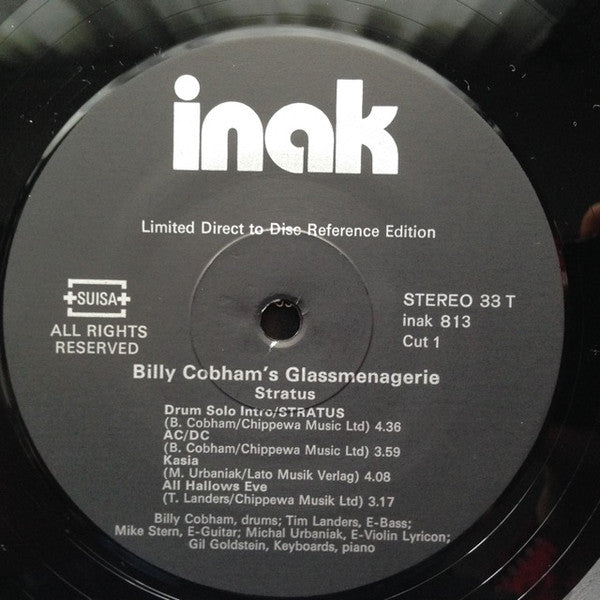 inak
Limited Direct to Disc Reference Edition
SUISA
ALL RIGHTS
RESERVED
STEREO 33 T
inak 813
Cut 1
Billy Cobham's Glassmenagerie
Stratus
Drum Solo Intro/STRATUS
(B. Cobham/Chippewa Music Ltd) 4.36
AC/DC
(B. Cobham/Chippewa Music Ltd) 3.59
Kasia
(M. Urbaniak/Lato Musik Verlag) 4.08
All Hallows Eve
(T. Landers/Chippewa Musik Ltd) 3.17
Billy Cobham, drums; Tim Landers, E-Bass;
Mike Stern, E-Guitar; Michal Urbaniak, E-Violin Lyricon;
Gil Goldstein, Keyboards, piano